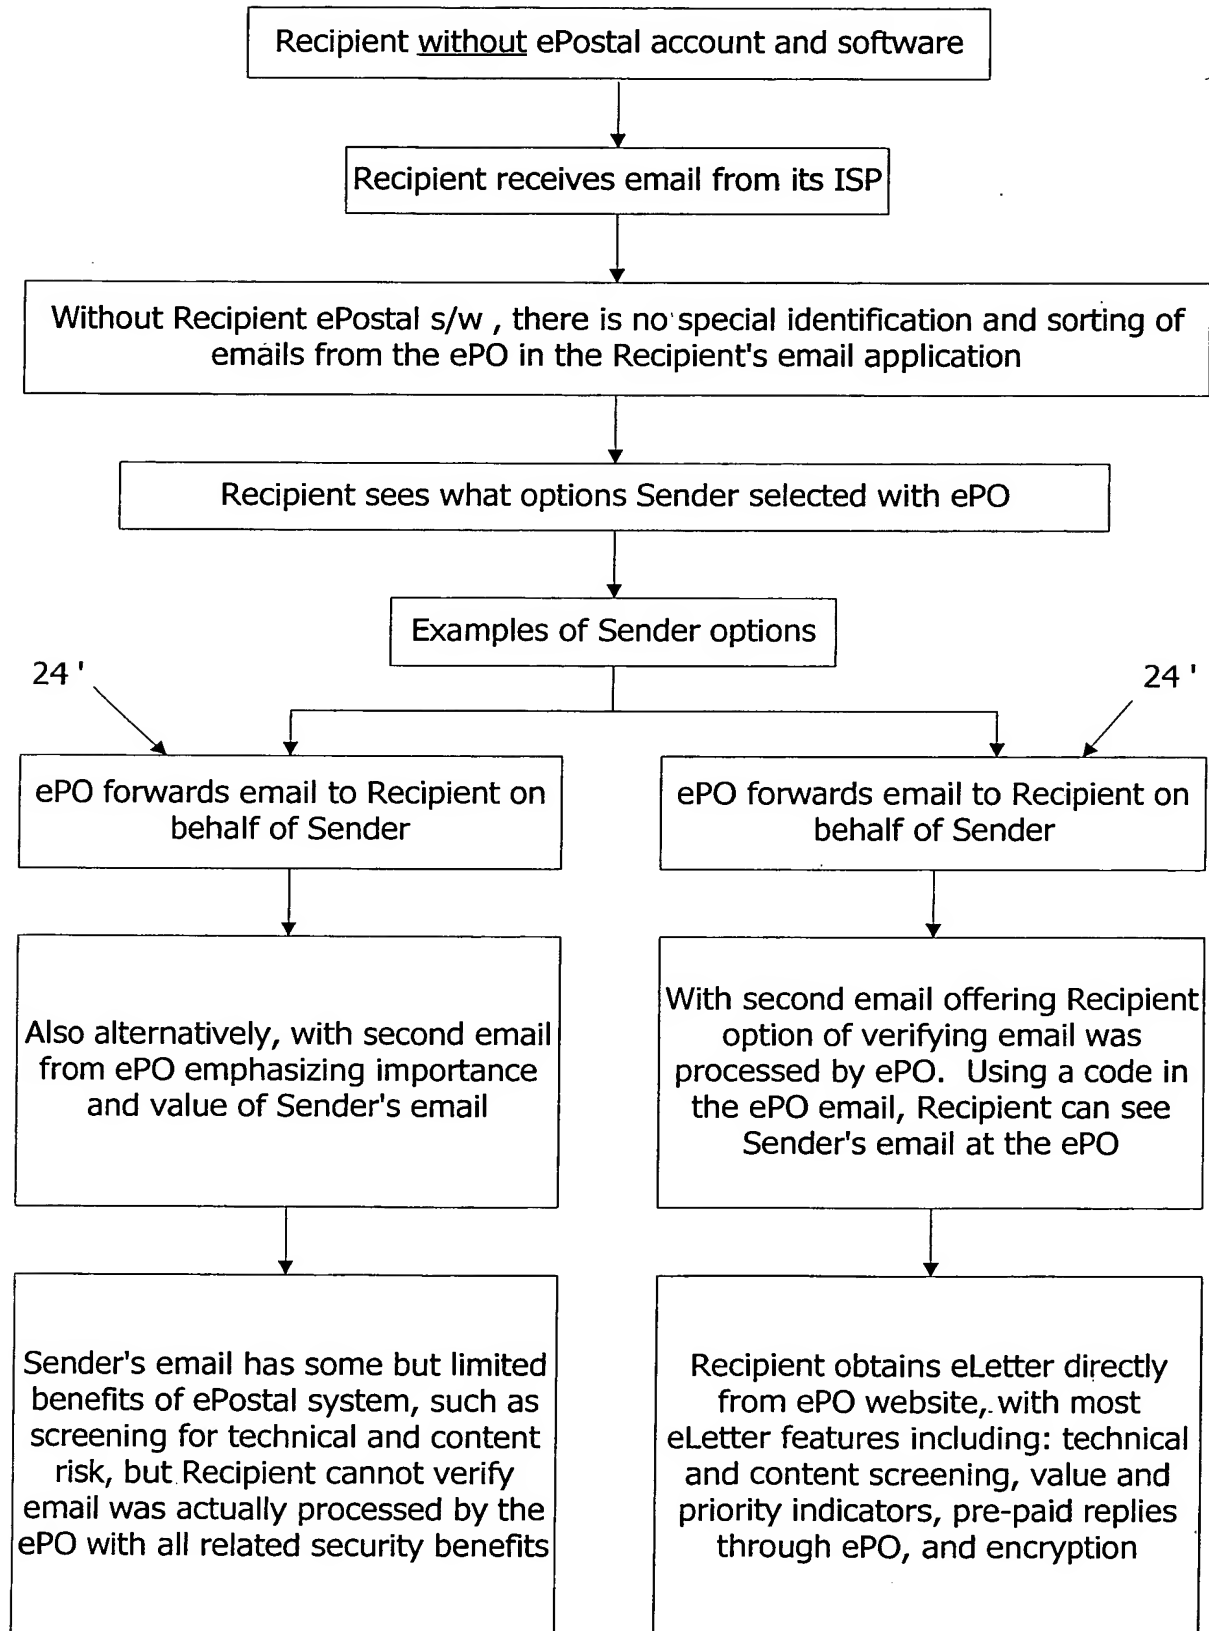 Recipient without ePostal account and software
Recipient receives email from its ISP
Without Recipient ePostal s/w , there is no special identification and sorting of
emails from the ePO in the Recipient's email application
Recipient sees what options Sender selected with ePO
Examples of Sender options
24 '
24 '
ePO forwards email to Recipient on
behalf of Sender
ePO forwards email to Recipient on
behalf of Sender
Also alternatively, with second email
from ePO emphasizing importance
and value of Sender's email
With second email offering Recipient
option of verifying email was
processed by ePO.  Using a code in
the ePO email, Recipient can see
Sender's email at the ePO
Sender's email has some but limited
benefits of ePostal system, such as
screening for technical and content
risk, but Recipient cannot verify
email was actually processed by the
ePO with all related security benefits
Recipient obtains eLetter directly
from ePO website, with most
eLetter features including: technical
and content screening, value and
priority indicators, pre-paid replies
through ePO, and encryption